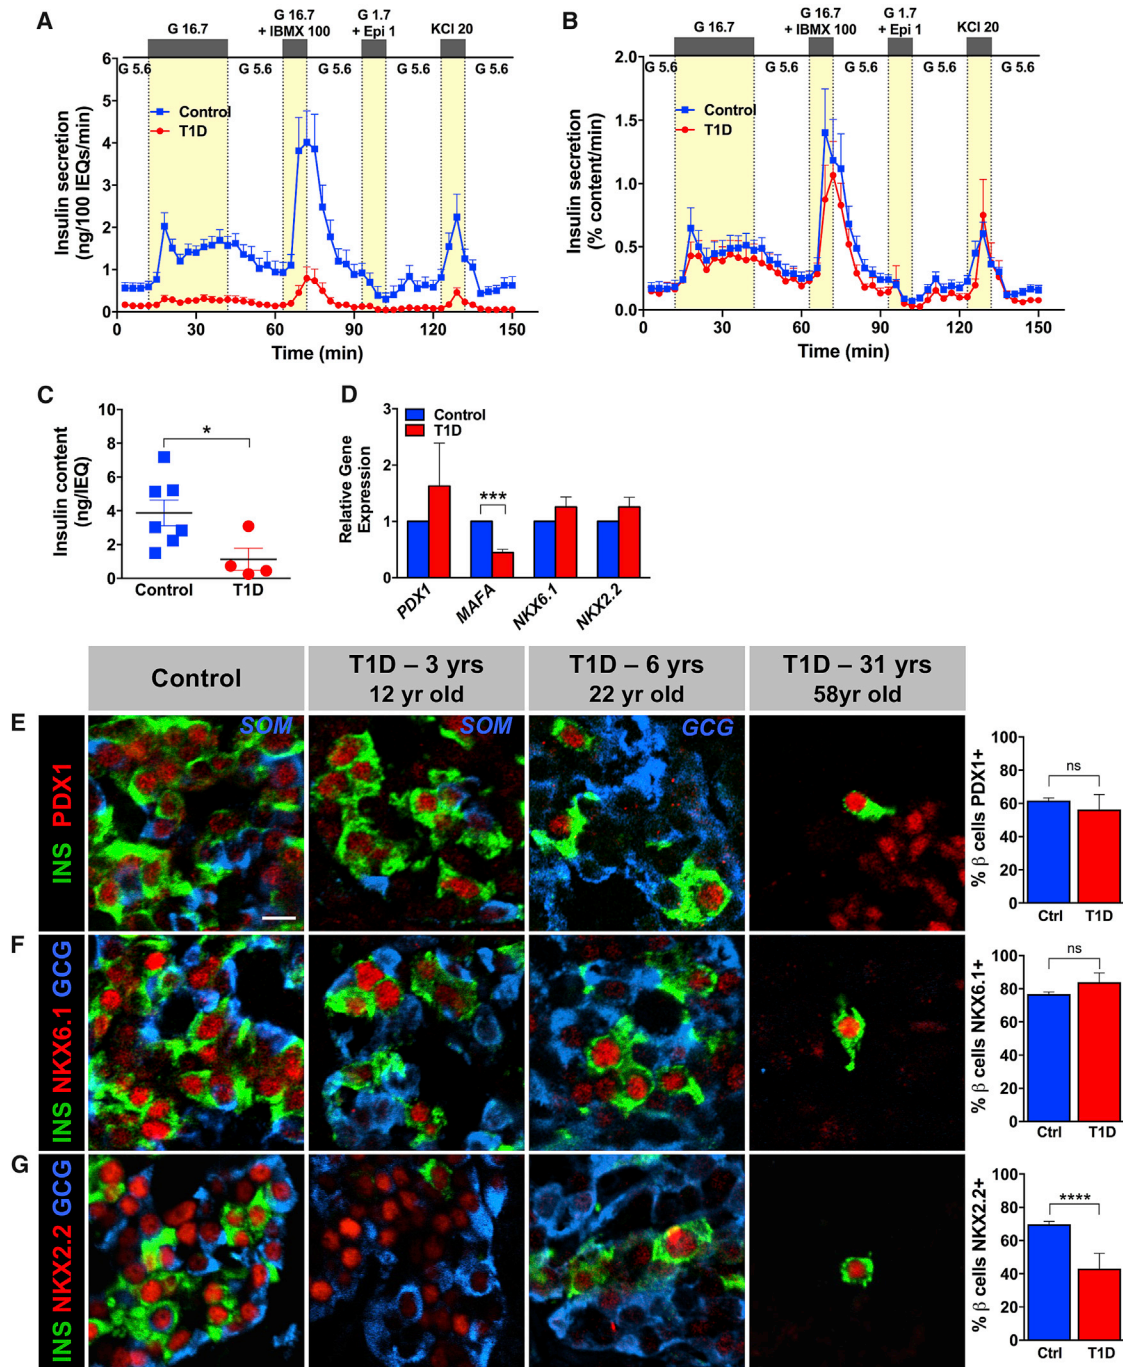 A
G 16.7
G 16.7
+ IBMX 100
G 1.7
+ Epi 1
KCl 20
G 5.6
G 5.6
G 5.6
G 5.6
G 5.6
Control
T1D
Insulin secretion
(ng/100 IEQs/min)
6
5
4
3
2
1
0
0
30
60
90
120
150
Time (min)
B
G 16.7
G 16.7
+ IBMX 100
G 1.7
+ Epi 1
KCl 20
G 5.6
G 5.6
G 5.6
G 5.6
G 5.6
Control
T1D
Insulin secretion
(% content/min)
2.0
1.5
1.0
0.5
0.0
0
30
60
90
120
150
Time (min)
C
Insulin content
(ng/IEQ)
10
8
6
4
2
0
*
Control
T1D
D
Relative Gene
Expression
3
2
1
0
Control
T1D
***
PDX1
MAFA
NKX6.1
NKX2.2
Control
T1D – 3 yrs
12 yr old
T1D – 6 yrs
22 yr old
T1D – 31 yrs
58yr old
E
INS PDX1
SOM
SOM
GCG
% β cells PDX1+
100
80
60
40
20
0
ns
Ctrl
T1D
F
INS NKX6.1 GCG
% β cells NKX6.1+
100
80
60
40
20
0
ns
Ctrl
T1D
G
INS NKX2.2 GCG
% β cells NKX2.2+
100
80
60
40
20
0
****
Ctrl
T1D